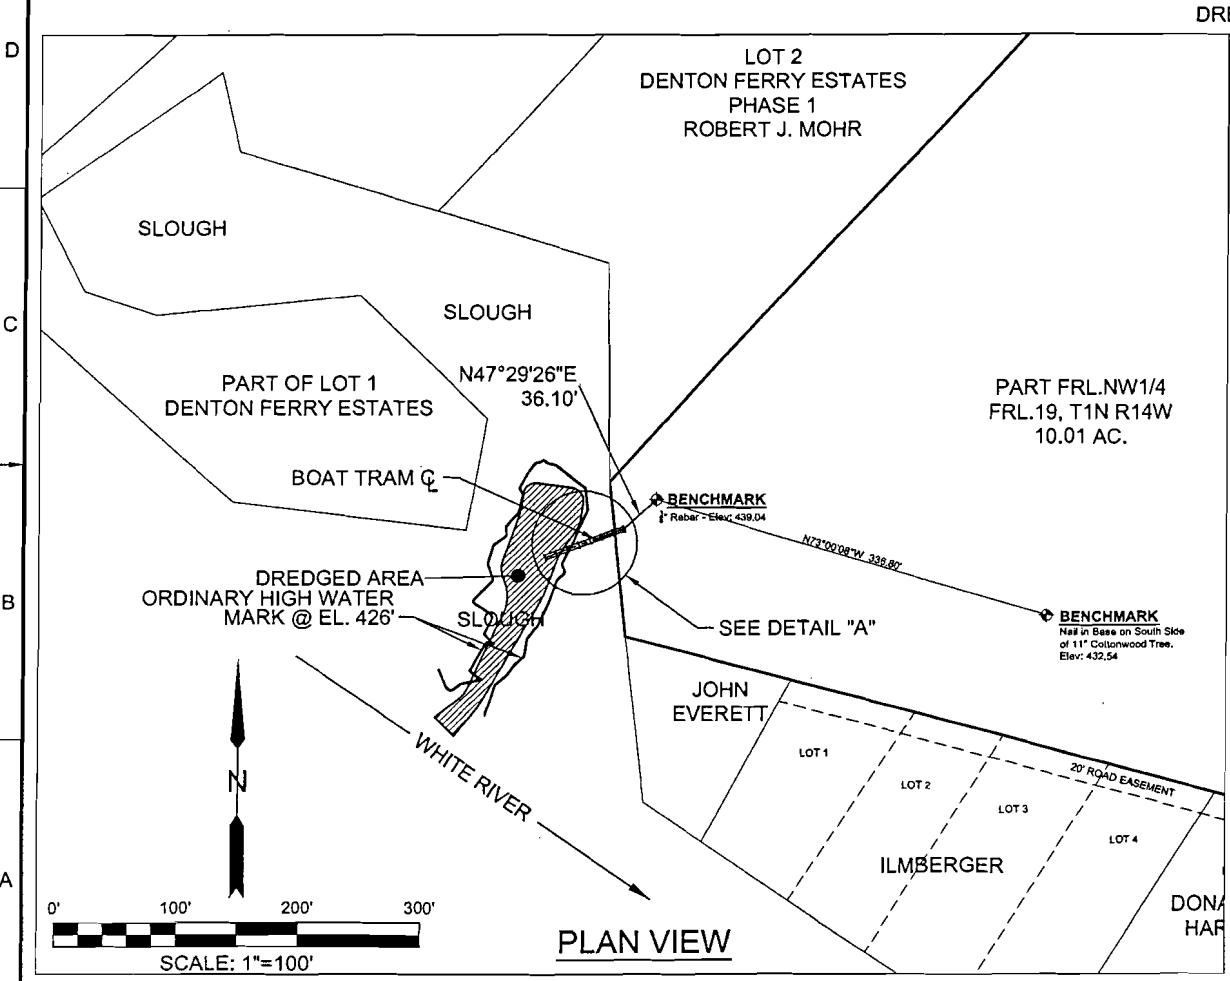 DRE
D
LOT 2
DENTON FERRY ESTATES
PHASE 1
ROBERT J. MOHR
SLOUGH
C
SLOUGH
N47°29'26"E
36.10'
PART OF LOT 1
DENTON FERRY ESTATES
PART FRL.NW1/4
FRL.19, T1N R14W
10.01 AC.
BOAT TRAM ℄
BENCHMARK
" Rebar - Elev: 439.04
N73°00'08"W 336.80'
DREDGED AREA
ORDINARY HIGH WATER
MARK @ EL. 426'
B
SLOUGH
SEE DETAIL "A"
BENCHMARK
Nail in Base on South Side
of 11" Cottonwood Tree.
Elev: 432.54
JOHN
EVERETT
WHITE RIVER
N
LOT 1
LOT 2
LOT 3
LOT 4
20' ROAD EASEMENT
ILMBERGER
A
DONA
HAR
0' 100' 200' 300'
SCALE: 1"=100'
PLAN VIEW